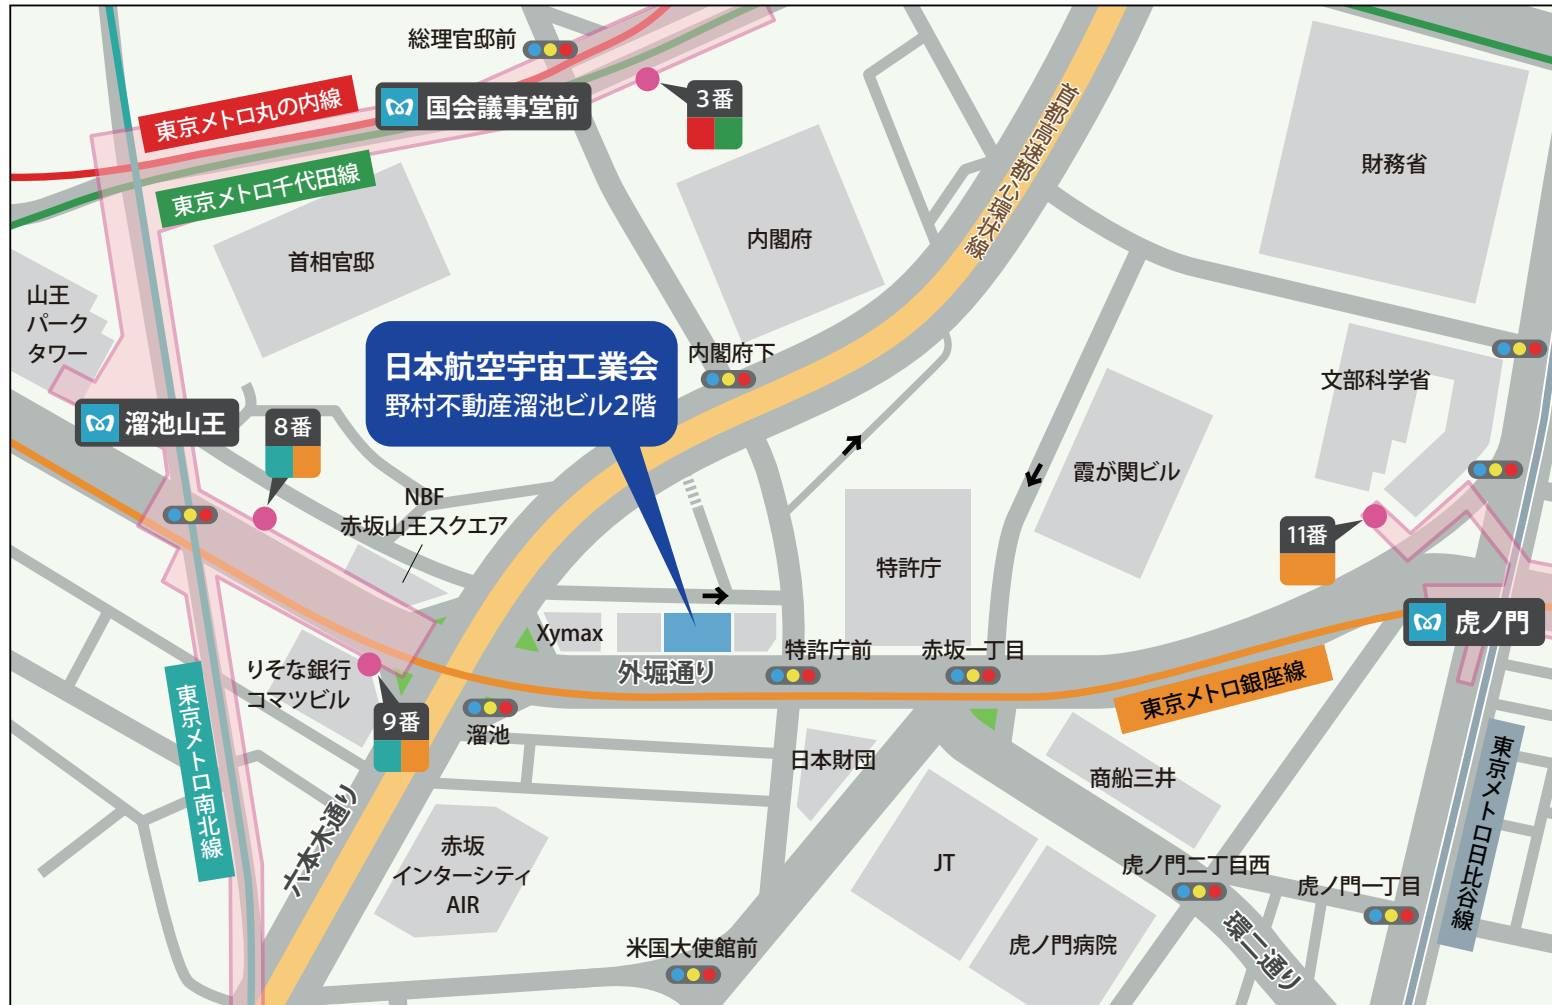 総理官邸前
首都高速都心環状線
東京メトロ丸の内線
国会議事堂前
3番
財務省
東京メトロ千代田線
内閣府
首相官邸
山王
パーク
タワー
日本航空宇宙工業会
野村不動産溜池ビル2階
内閣府下
文部科学省
溜池山王
8番
霞が関ビル
NBF
赤坂山王スクエア
11番
特許庁
虎ノ門
Xymax
外堀通り
特許庁前
赤坂一丁目
りそな銀行
コマツビル
東京メトロ銀座線
東京メトロ南北線
9番
溜池
日本財団
商船三井
東京メトロ日比谷線
六本木通り
赤坂
インターシティ
AIR
JT
虎ノ門二丁目西
虎ノ門一丁目
米国大使館前
虎ノ門病院
環二通り